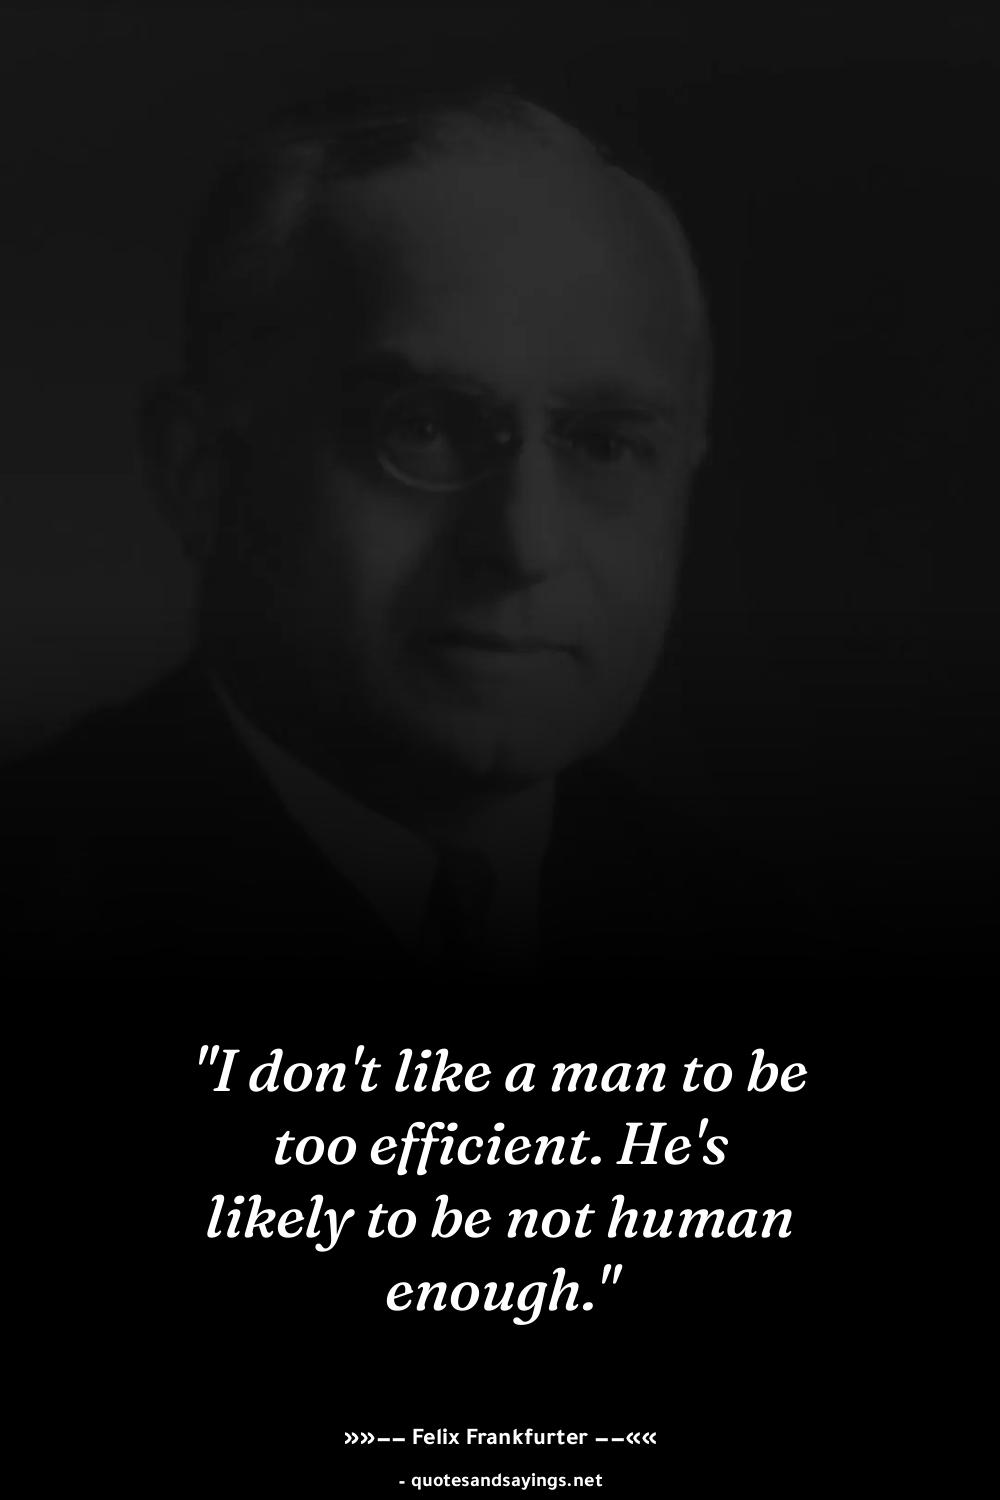 "I don't like a man to be
too efficient. He's
likely to be not human
enough."
»»-- Felix Frankfurter --««
- quotesandsayings.net